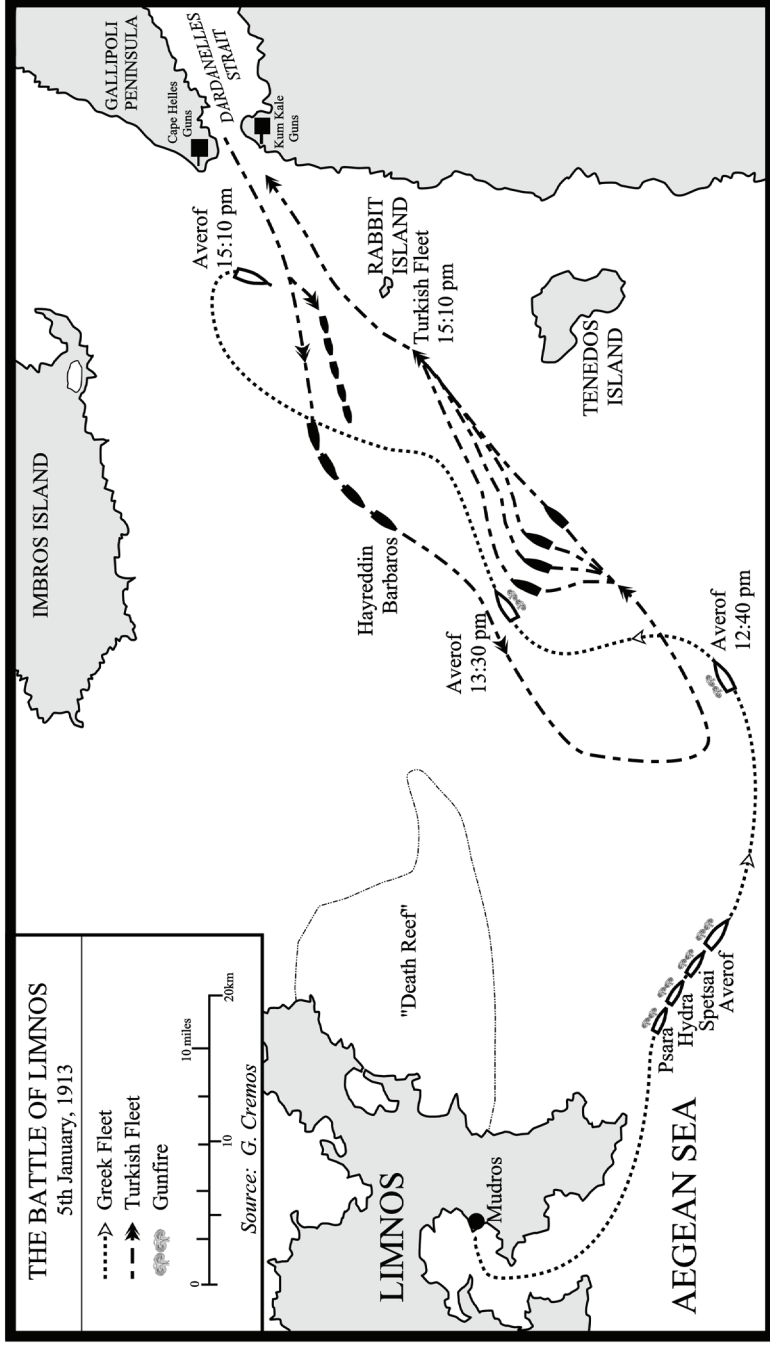 THE BATTLE OF LIMNOS
5th January, 1913
Greek Fleet
Turkish Fleet
Gunfire
0
10
20km
10 miles
Source: G. Cremos
IMBROS ISLAND
GALLIPOLI
PENINSULA
DARDANELLES
STRAIT
Cape Helles
Guns
Kum Kale
Guns
Averof
15:10 pm
RABBIT
ISLAND
Turkish Fleet
15:10 pm
TENEDOS
ISLAND
Hayreddin
Barbaros
Averof
13:30 pm
Averof
12:40 pm
"Death Reef"
LIMNOS
Mudros
Psara
Hydra
Spetsai
Averof
AEGEAN SEA